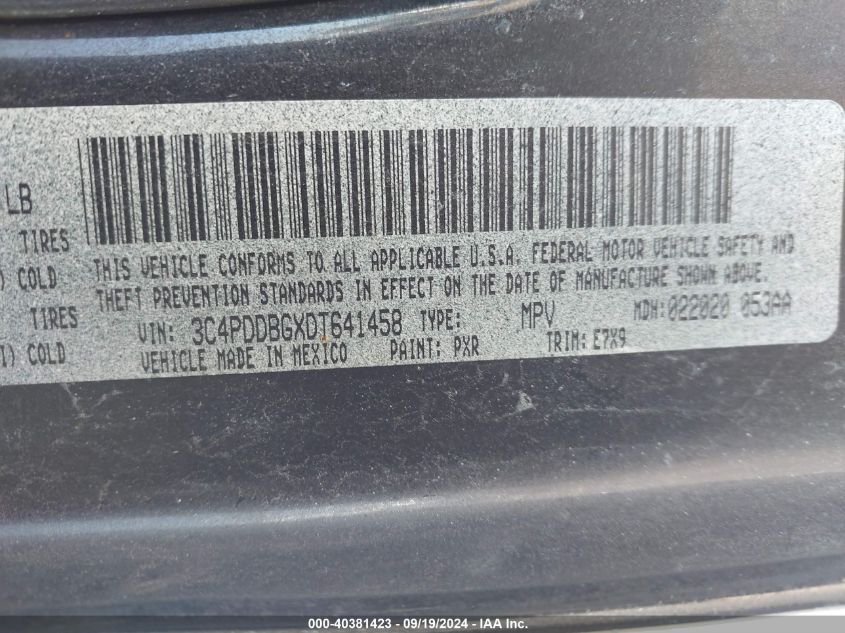 LB
TIRES
) COLD
TIRES
I) COLD
THIS VEHICLE CONFORMS TO ALL APPLICABLE U.S.A. FEDERAL MOTOR VEHICLE SAFETY AND
THEFT PREVENTION STANDARDS IN EFFECT ON THE DATE OF MANUFACTURE SHOWN ABOVE.
VIN: 3C4PDDBGXDT641458 TYPE: MPV MDH:022020 053AA
VEHICLE MADE IN MEXICO PAINT: PXR TRIM: E7X9
000-40381423 - 09/19/2024 - IAA Inc.